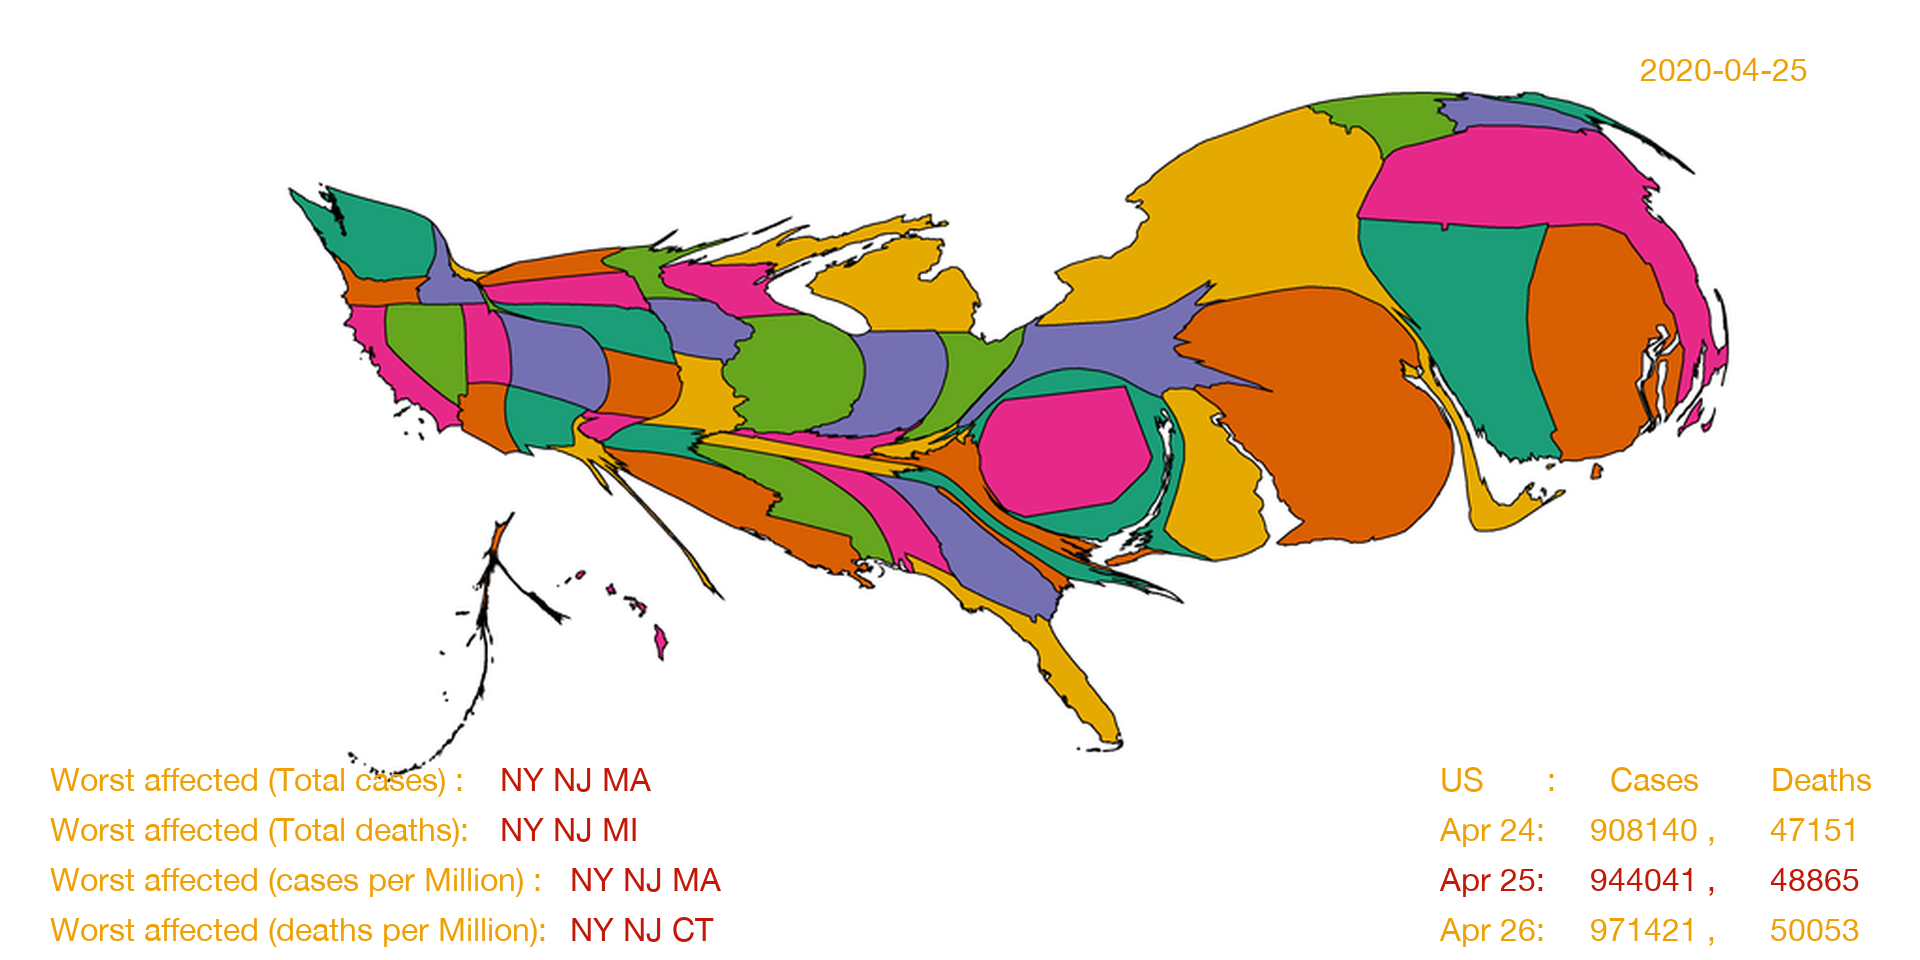 2020-04-25
Worst affected (Total cases) : NY NJ MA
Worst affected (Total deaths): NY NJ MI
Worst affected (cases per Million) : NY NJ MA
Worst affected (deaths per Million): NY NJ CT
US : Cases Deaths
Apr 24: 908140 , 47151
Apr 25: 944041 , 48865
Apr 26: 971421 , 50053